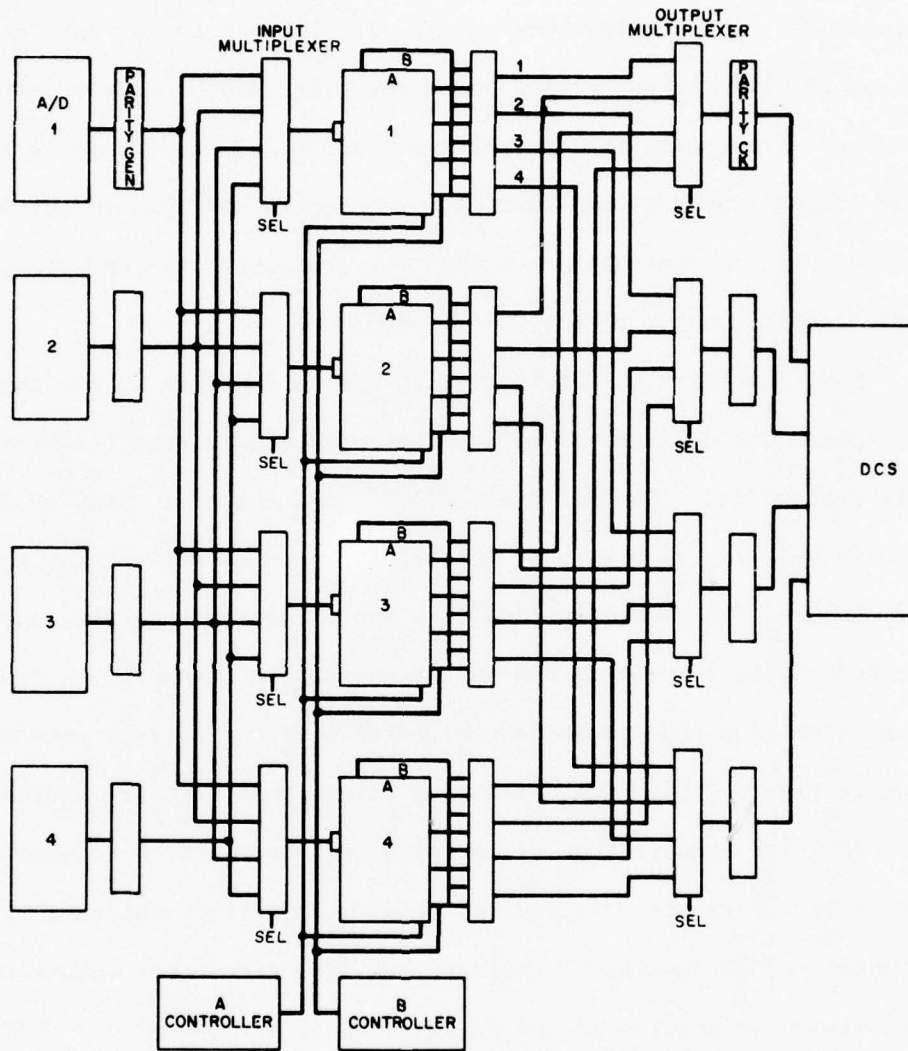 INPUT
MULTIPLEXER
OUTPUT
MULTIPLEXER
A/D
1
PARITY GEN
B
A
1
1
2
3
4
PARITY CK
SEL
SEL
2
B
A
2
SEL
SEL
DCS
3
B
A
3
SEL
SEL
4
B
A
4
SEL
SEL
A
CONTROLLER
B
CONTROLLER